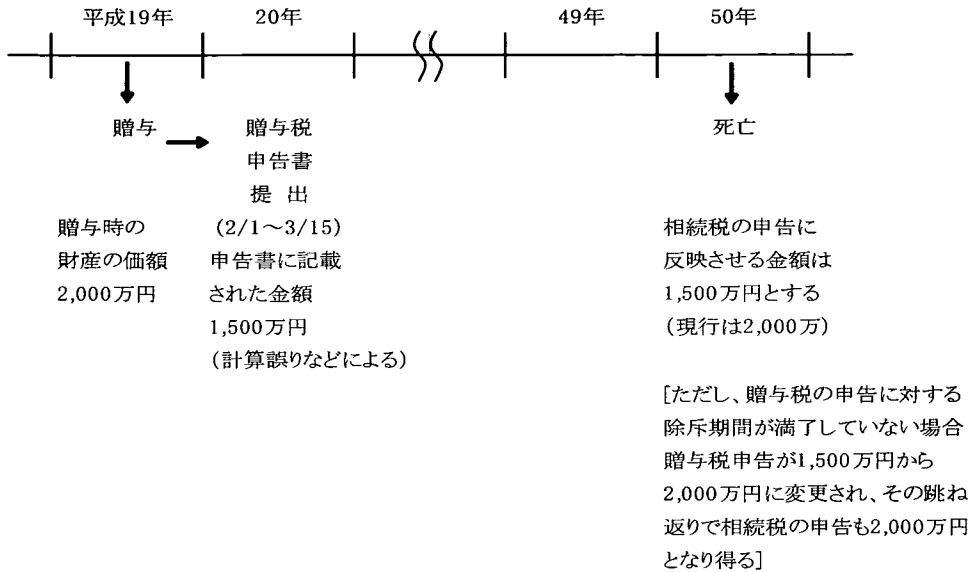 平成19年 20年 49年 50年
贈与
贈与税
申告書
提 出
死亡
贈与時の
財産の価額
2,000万円
(2/1～3/15)
申告書に記載
された金額
1,500万円
(計算誤りなどによる)
相続税の申告に
反映させる金額は
1,500万円とする
(現行は2,000万)
[ただし、贈与税の申告に対する
除斥期間が満了していない場合
贈与税申告が1,500万円から
2,000万円に変更され、その跳ね
返りで相続税の申告も2,000万円
となり得る]